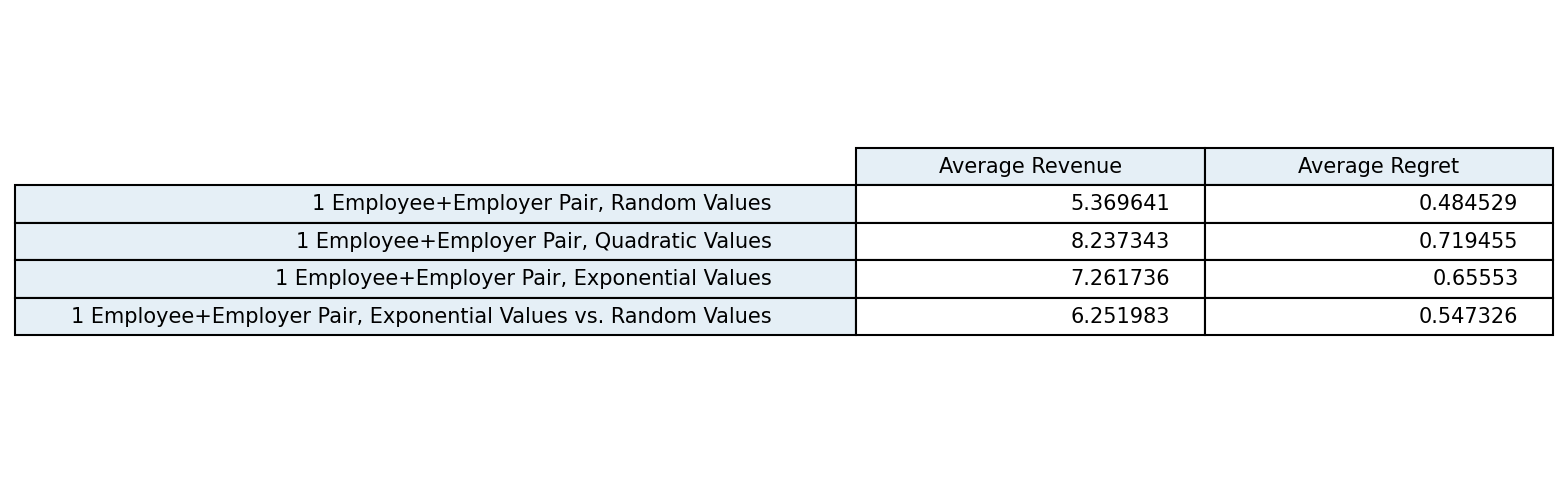 Average Revenue Average Regret
1 Employee+Employer Pair, Random Values 5.369641 0.484529
1 Employee+Employer Pair, Quadratic Values 8.237343 0.719455
1 Employee+Employer Pair, Exponential Values 7.261736 0.65553
1 Employee+Employer Pair, Exponential Values vs. Random Values 6.251983 0.547326